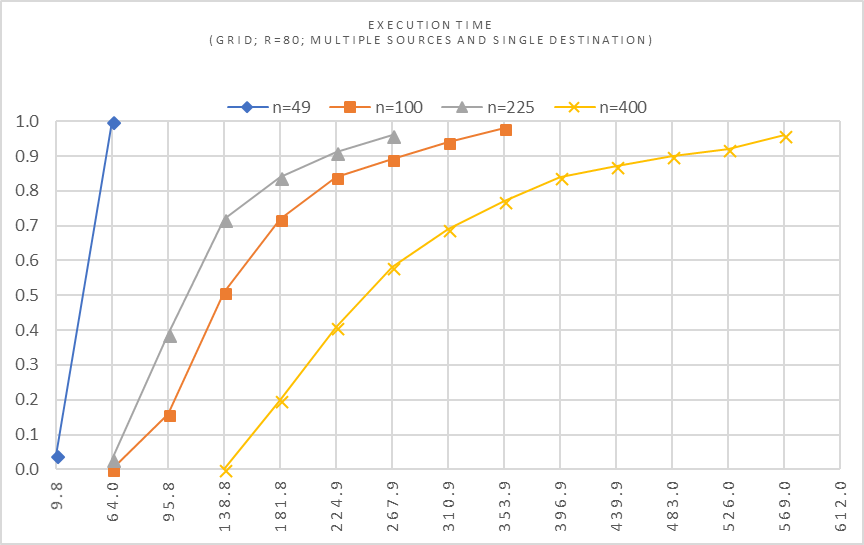 EXECUTION TIME
(GRID; R=80; MULTIPLE SOURCES AND SINGLE DESTINATION)
n=49 n=100 n=225 n=400
1.0
0.9
0.8
0.7
0.6
0.5
0.4
0.3
0.2
0.1
0.0
9.8 64.0 95.8 138.8 181.8 224.9 267.9 310.9 353.9 396.9 439.9 483.0 526.0 569.0 612.0